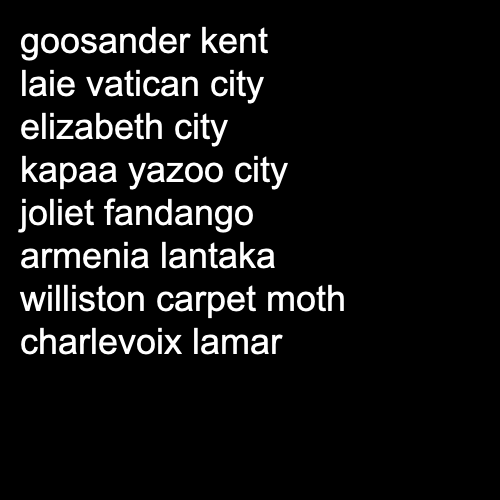 goosander kent
laie vatican city
elizabeth city
kapaa yazoo city
joliet fandango
armenia lantaka
williston carpet moth
charlevoix lamar